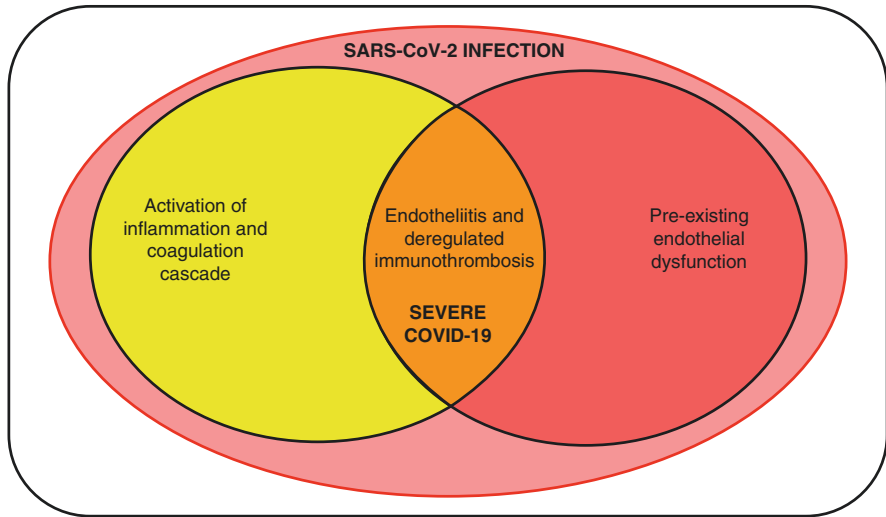 SARS-CoV-2 INFECTION
Activation of
inflammation and
coagulation
cascade
Endotheliitis and
deregulated
immunothrombosis
SEVERE
COVID-19
Pre-existing
endothelial
dysfunction